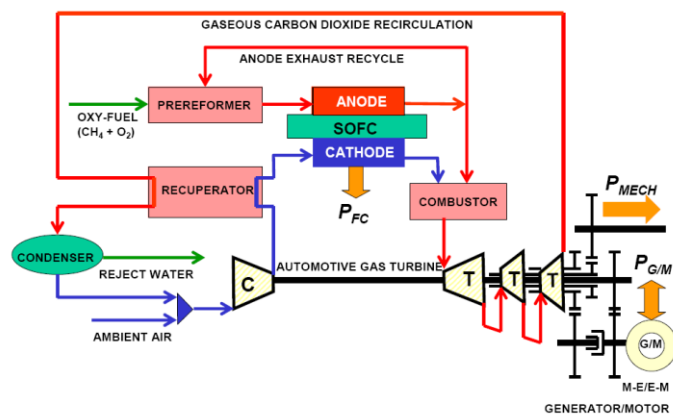 GASEOUS CARBON DIOXIDE RECIRCULATION
ANODE EXHAUST RECYCLE
PREREFORMER
ANODE
OXY-FUEL
(CH4 + O2)
SOFC
CATHODE
RECUPERATOR
PFC
COMBUSTOR
PMECH
CONDENSER
REJECT WATER
AUTOMOTIVE GAS TURBINE
C
T
T
T
PG/M
AMBIENT AIR
G/M
M-E/E-M
GENERATOR/MOTOR